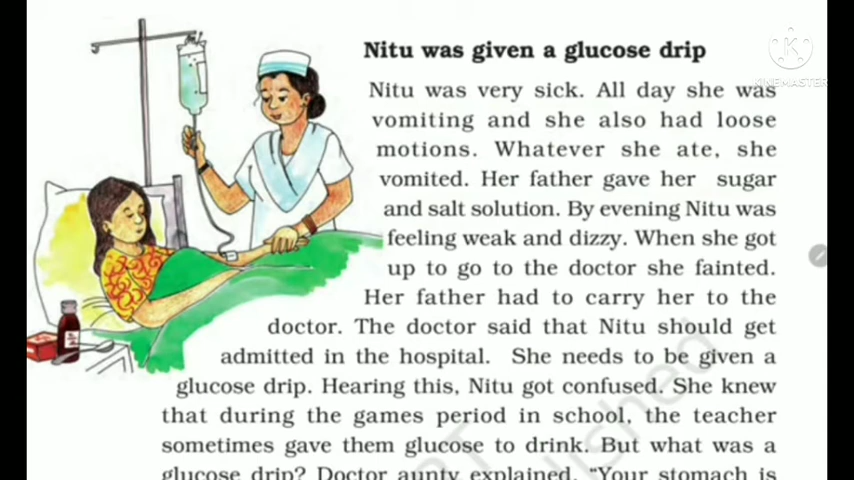 Nitu was given a glucose drip
K
KINEMASTER
Nitu was very sick. All day she was
vomiting and she also had loose
motions. Whatever she ate, she
vomited. Her father gave her sugar
and salt solution. By evening Nitu was
feeling weak and dizzy. When she got
up to go to the doctor she fainted.
Her father had to carry her to the
doctor. The doctor said that Nitu should get
admitted in the hospital. She needs to be given a
glucose drip. Hearing this, Nitu got confused. She knew
that during the games period in school, the teacher
sometimes gave them glucose to drink. But what was a
glucose drip? Doctor aunty explained, “Your stomach is